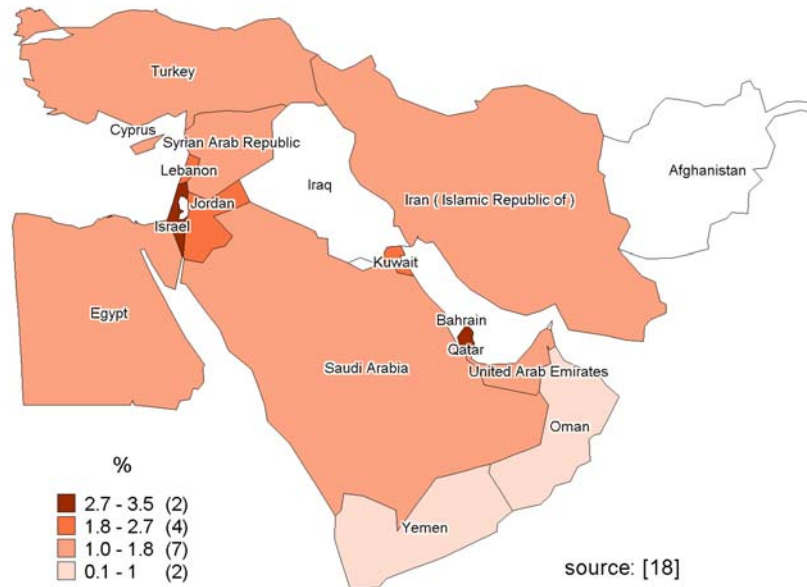 Turkey
Cyprus
Syrian Arab Republic
Lebanon
Afghanistan
Iraq
Jordan
Iran ( Islamic Republic of )
Israel
Kuwait
Egypt
Bahrain
Qatar
Saudi Arabia
United Arab Emirates
Oman
%
2.7 - 3.5 (2)
1.8 - 2.7 (4)
1.0 - 1.8 (7)
0.1 - 1 (2)
Yemen
source: [18]